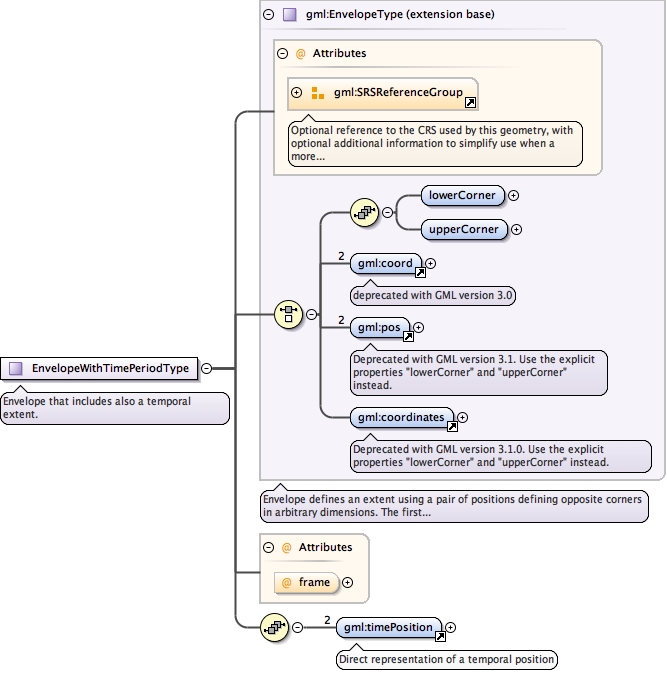 gml:EnvelopeType (extension base)
@ Attributes
gml:SRSReferenceGroup
Optional reference to the CRS used by this geometry, with
optional additional information to simplify use when a
more...
lowerCorner
upperCorner
2
gml:coord
deprecated with GML version 3.0
2
gml:pos
Deprecated with GML version 3.1. Use the explicit
properties "lowerCorner" and "upperCorner"
instead.
gml:coordinates
Deprecated with GML version 3.1.0. Use the explicit
properties "lowerCorner" and "upperCorner" instead.
EnvelopeWithTimePeriodType
Envelope that includes also a temporal
extent.
Envelope defines an extent using a pair of positions defining opposite corners
in arbitrary dimensions. The first...
@ Attributes
@ frame
2
gml:timePosition
Direct representation of a temporal position